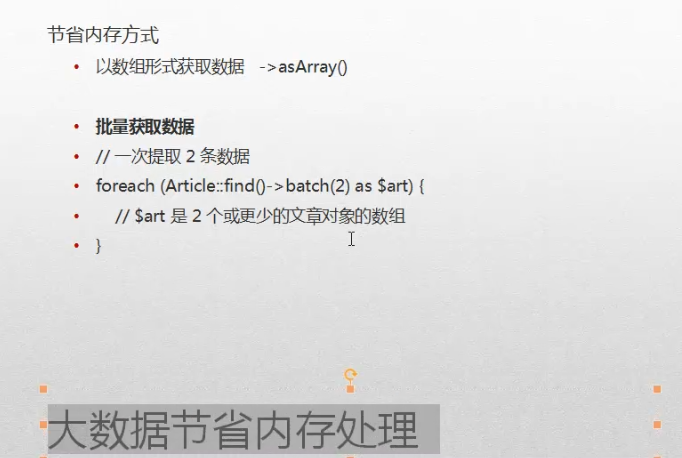 节省内存方式
• 以数组形式获取数据 ->asArray()
• 批量获取数据
• // 一次提取 2 条数据
• foreach (Article::find()->batch(2) as $art) {
• // $art 是 2 个或更少的文章对象的数组
• }
大数据节省内存处理